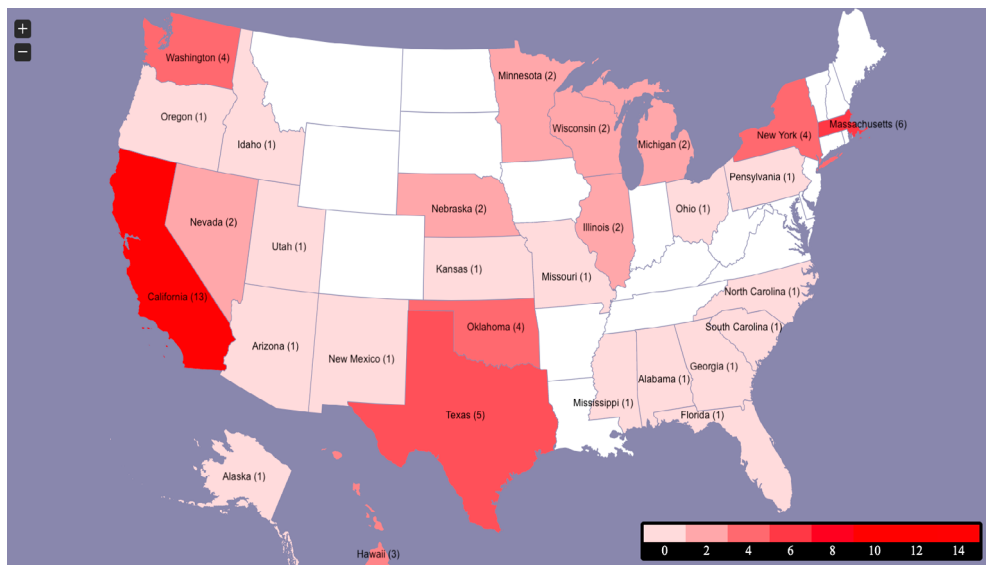 +
−
Washington (4)
Oregon (1)
Idaho (1)
Minnesota (2)
Wisconsin (2)
Michigan (2)
New York (4)
Massachusetts (6)
Pennsylvania (1)
Ohio (1)
Illinois (2)
Nebraska (2)
Nevada (2)
Utah (1)
California (13)
Kansas (1)
Missouri (1)
North Carolina (1)
South Carolina (1)
Oklahoma (4)
Arizona (1)
New Mexico (1)
Georgia (1)
Alabama (1)
Mississippi (1)
Florida (1)
Texas (5)
Alaska (1)
Hawaii (3)
0 2 4 6 8 10 12 14